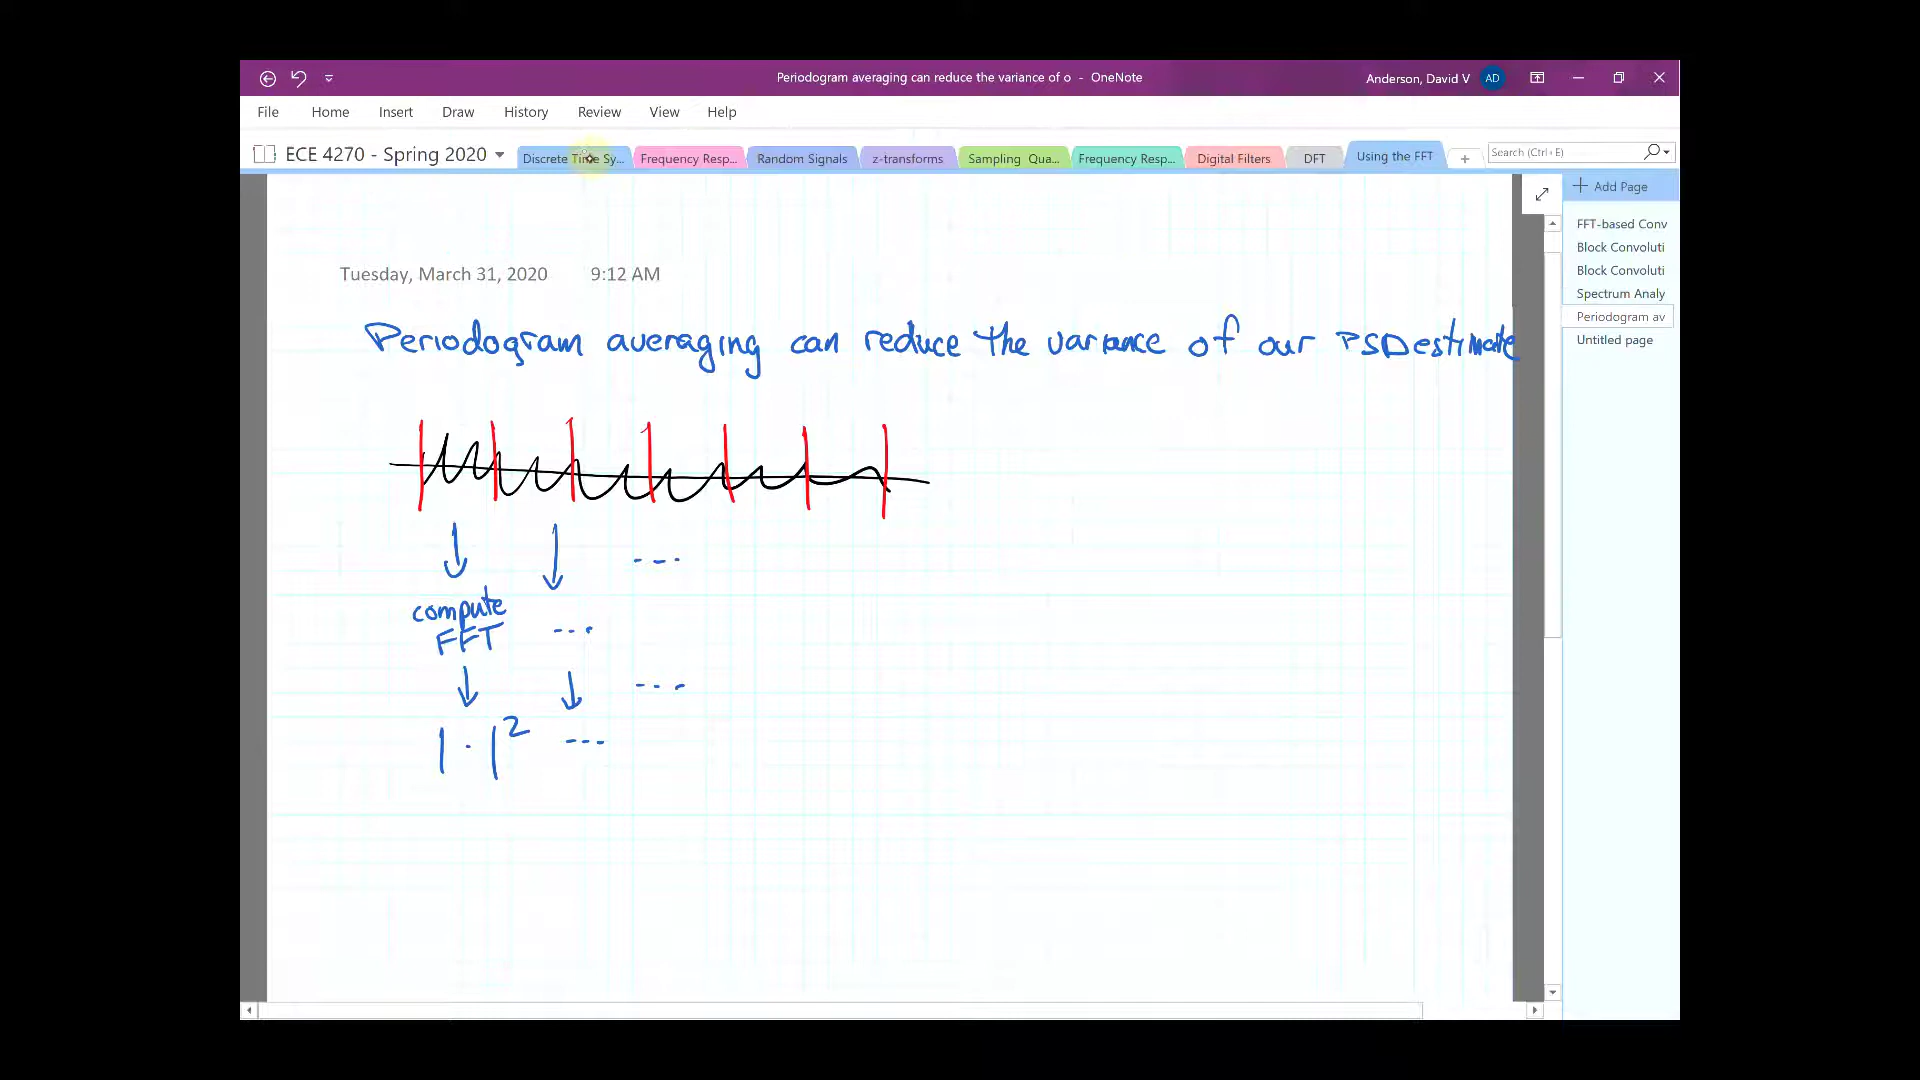 Periodogram averaging can reduce the variance of o - OneNote
Anderson, David V AD
File Home Insert Draw History Review View Help
ECE 4270 - Spring 2020
Discrete Time Sy... Frequency Resp... Random Signals z-transforms Sampling Qua... Frequency Resp... Digital Filters DFT Using the FFT +
Search (Ctrl+E)
Add Page
FFT-based Conv
Block Convoluti
Block Convoluti
Spectrum Analy
Periodogram av
Untitled page
Tuesday, March 31, 2020 9:12 AM
Periodogram averaging can reduce the variance of our PSD estimate
---
compute
FFT ---
---
| · |² ---